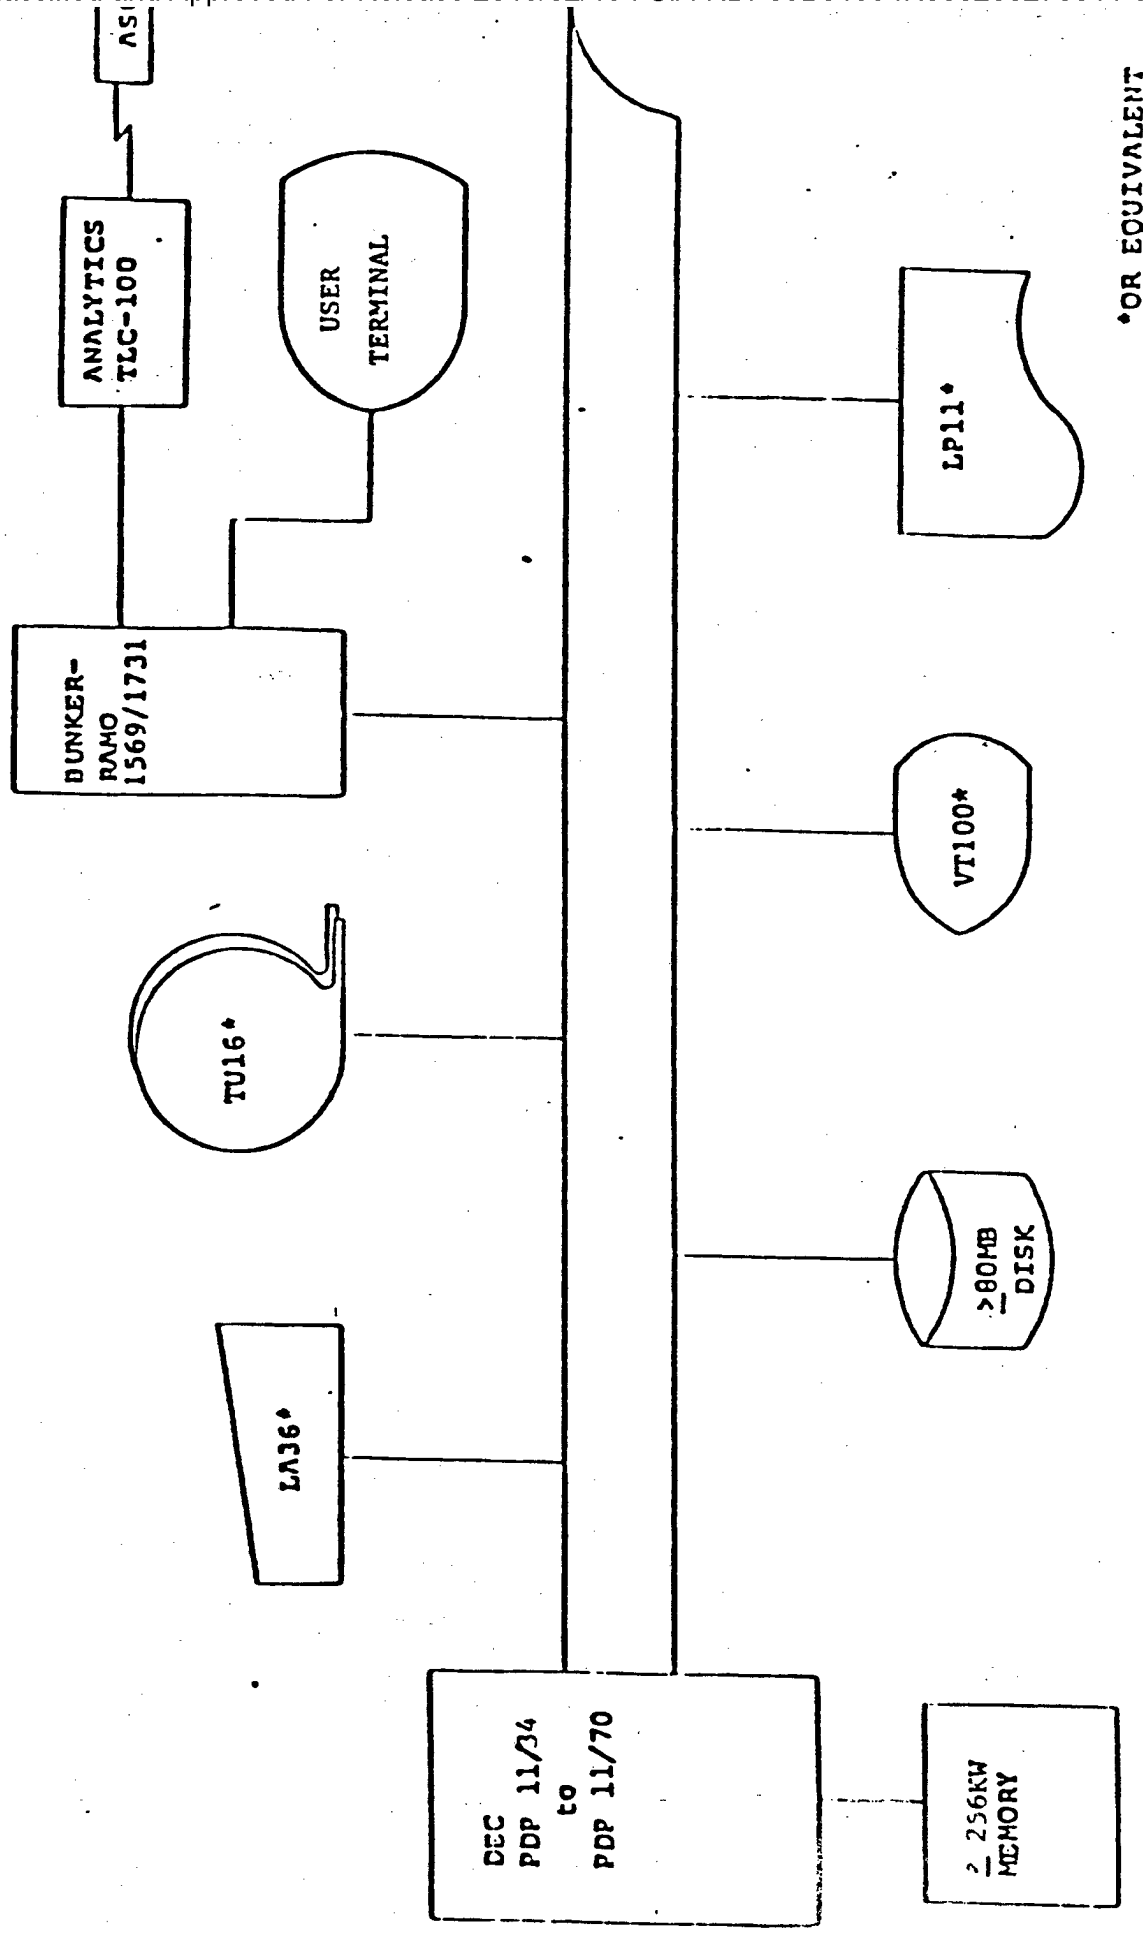 ANALYTICS
TLC-100
USER
TERMINAL
BUNKER-
RAMO
1569/1731
TU16*
LA36*
DEC
PDP 11/34
to
PDP 11/70
≥ 256KW
MEMORY
≥80MB
DISK
VT100*
LP11*
*OR EQUIVALENT